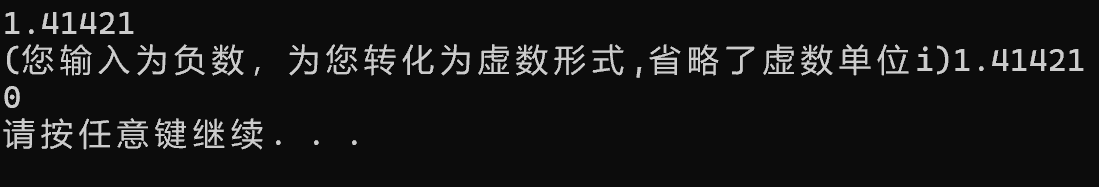 1.41421
(您输入为负数，为您转化为虚数形式,省略了虚数单位i)1.41421
0
请按任意键继续. . .